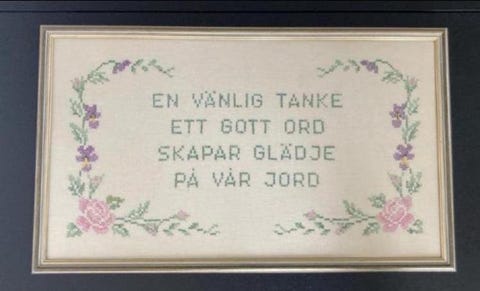 EN VÄNLIG TANKE
ETT GOTT ORD
SKAPAR GLÄDJE
PÅ VÅR JORD